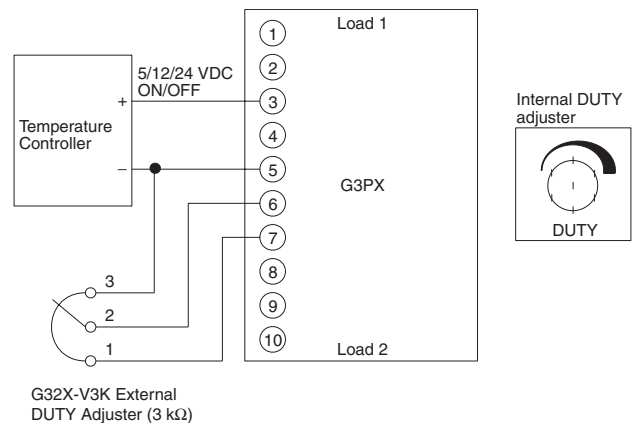 Load 1
1
2
3
4
5
6
7
8
9
10
G3PX
Load 2
5/12/24 VDC
ON/OFF
+
Temperature
Controller
−
3
2
1
G32X-V3K External
DUTY Adjuster (3 kΩ)
Internal DUTY
adjuster
DUTY